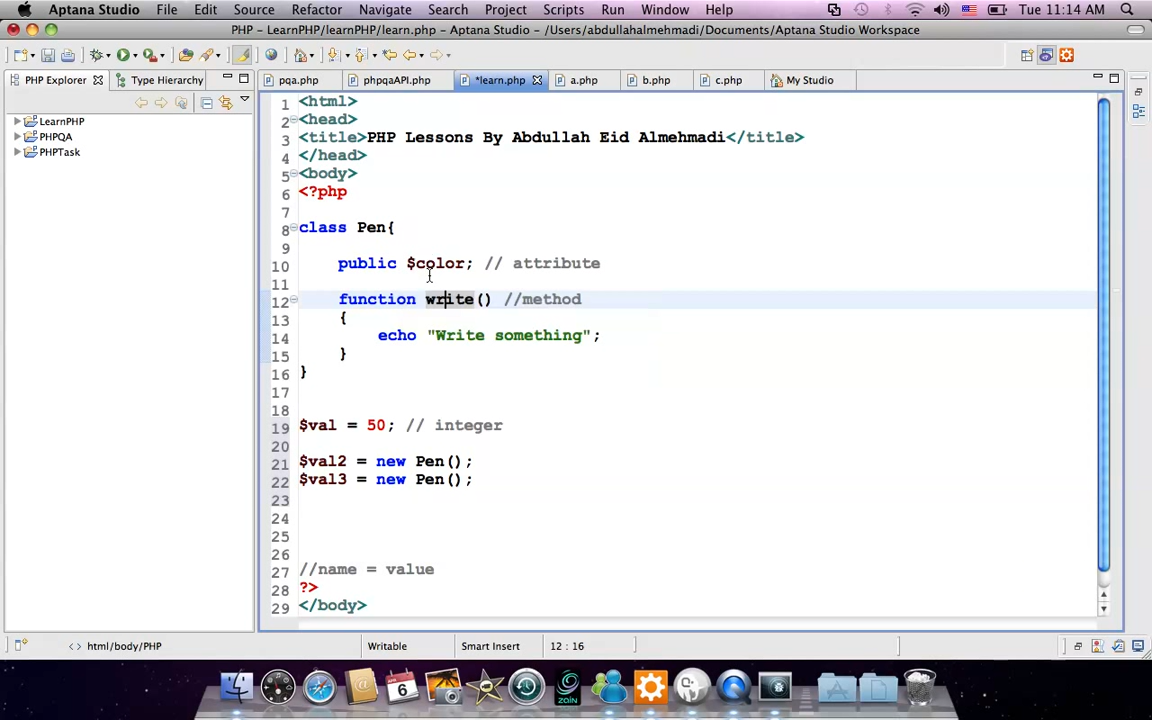 Aptana Studio File Edit Source Refactor Navigate Search Project Scripts Run Window Help Tue 11:14 AM
PHP - LearnPHP/learnPHP/learn.php - Aptana Studio - /Users/abdullahalmehmadi/Documents/Aptana Studio Workspace
PHP Explorer Type Hierarchy pqa.php phpqaAPI.php *learn.php a.php b.php c.php My Studio
LearnPHP
PHPQA
PHPTask
1 <html>
2 <head>
3 <title>PHP Lessons By Abdullah Eid Almehmadi</title>
4 </head>
5 <body>
6 <?php
7
8 class Pen{
9
10 public $color; // attribute
11
12 function write() //method
13 {
14 echo "Write something";
15 }
16 }
17
18
19 $val = 50; // integer
20
21 $val2 = new Pen();
22 $val3 = new Pen();
23
24
25
26
27 //name = value
28 ?>
29 </body>
<> html/body/PHP Writable Smart Insert 12 : 16
APR
6
zain